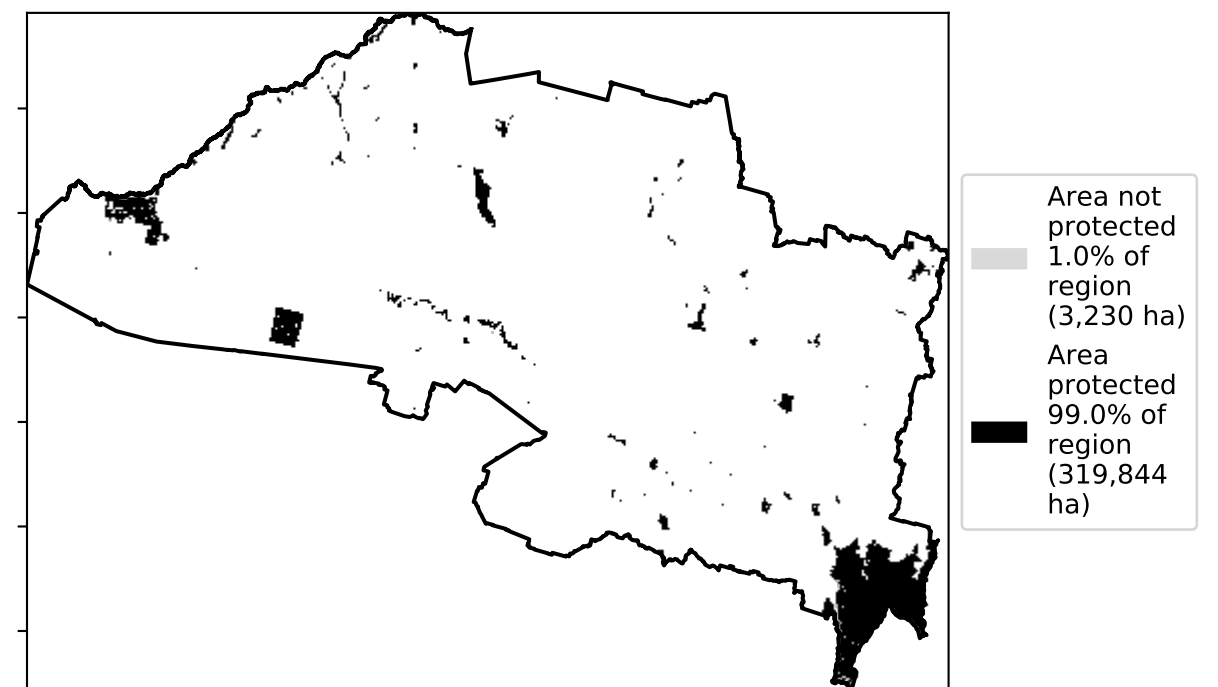 Area not
protected
1.0% of
region
(3,230 ha)
Area
protected
99.0% of
region
(319,844
ha)